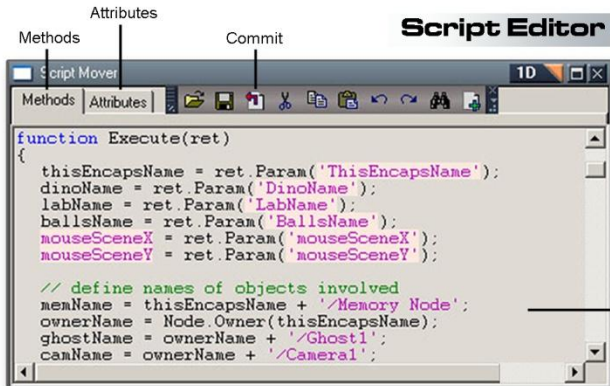 Attributes
Methods
Commit
Script Editor
Script Mover
1D
Methods
Attributes
function Execute(ret)
{
thisEncapsName = ret.Param('ThisEncapsName');
dinoName = ret.Param('DinoName');
labName = ret.Param('LabName');
ballsName = ret.Param('BallsName');
mouseSceneX = ret.Param('mouseSceneX');
mouseSceneY = ret.Param('mouseSceneY');
// define names of objects involved
memName = thisEncapsName + '/Memory Node';
ownerName = Node.Owner(thisEncapsName);
ghostName = ownerName + '/Ghost1';
camName = ownerName + '/Camera1';